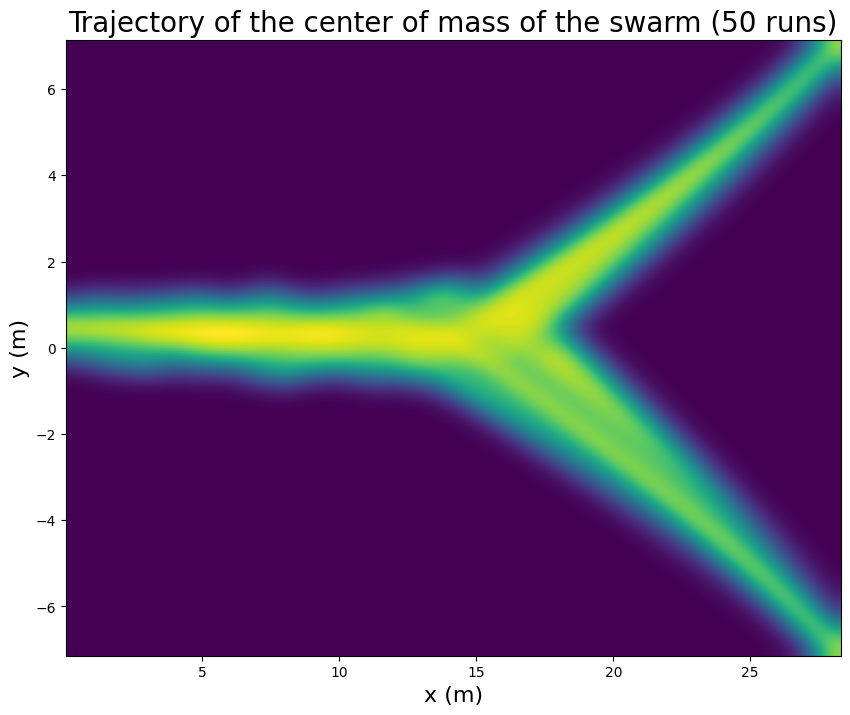 Trajectory of the center of mass of the swarm (50 runs)
6
4
2
0
−2
−4
−6
y (m)
5 10 15 20 25
x (m)